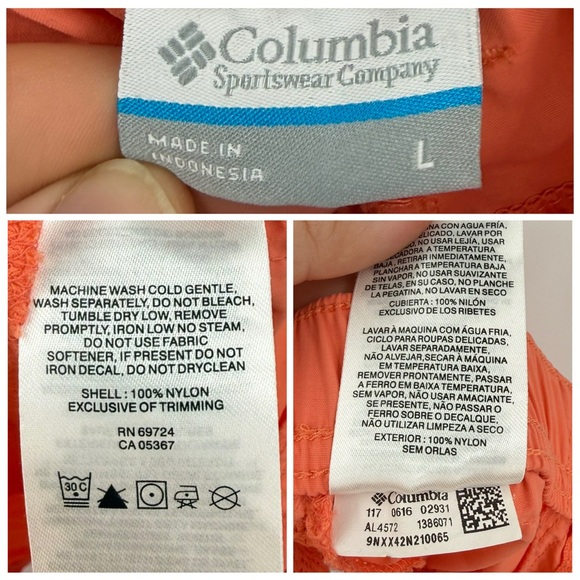 Columbia
Sportswear Company
MADE IN
INDONESIA
L
MACHINE WASH COLD GENTLE,
WASH SEPARATELY, DO NOT BLEACH,
TUMBLE DRY LOW, REMOVE
PROMPTLY, IRON LOW NO STEAM,
DO NOT USE FABRIC
SOFTENER, IF PRESENT DO NOT
IRON DECAL, DO NOT DRYCLEAN
SHELL : 100% NYLON
EXCLUSIVE OF TRIMMING
RN 69724
CA 05367
30C
CON AGUA FRÍA,
DELICADO, LAVAR POR
NO USAR LEJÍA, USAR
A TEMPERATURA
BAJA, RETIRAR INMEDIATAMENTE,
PLANCHAR A TEMPERATURA BAJA
SIN VAPOR, NO USAR SUAVIZANTE
DE TELAS, EN SU CASO, NO PLANCHE
LA PEGATINA, NO LAVAR EN SECO
CUBIERTA : 100% NILÓN
EXCLUSIVO DE LOS RIBETES
LAVAR À MAQUINA COM ÁGUA FRIA,
CICLO PARA ROUPAS DELICADAS,
LAVAR SEPARADAMENTE,
NÃO ALVEJAR, SECAR À MÁQUINA
EM TEMPERATURA BAIXA,
REMOVER PRONTAMENTE, PASSAR
A FERRO EM BAIXA TEMPERATURA,
SEM VAPOR, NÃO USAR AMACIANTE,
SE PRESENTE, NÃO PASSAR O
FERRO SOBRE O DECALQUE,
NÃO UTILIZAR LIMPEZA A SECO
EXTERIOR : 100% NYLON
SEM ORLAS
Columbia
117 0616 02931
AL4572 1386071
9NXX42N210065